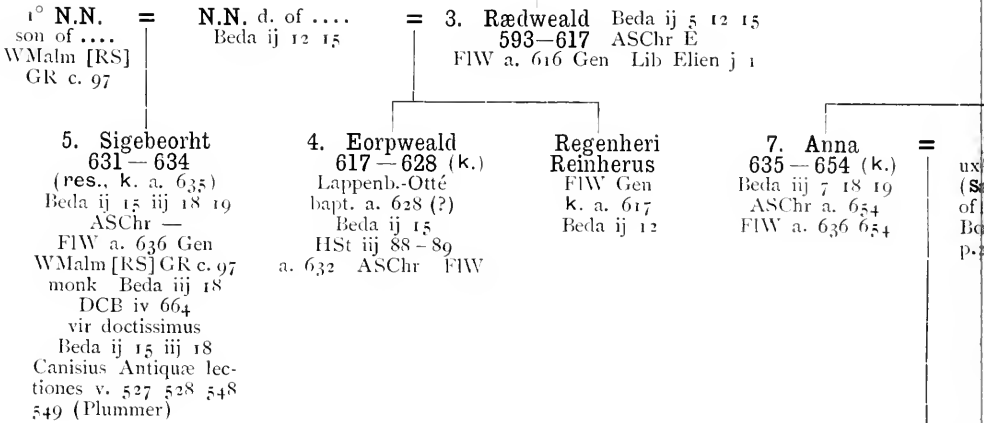 1° N.N. = N.N. d. of .... = 3. Rædweald Beda ij 5 12 15
son of .... Beda ij 12 15 593—617 ASChr E
WMalm [RS] FlW a. 616 Gen Lib Elien j 1
GR c. 97
5. Sigebeorht
631—634
(res., k. a. 635)
Beda ij 15 iij 18 19
ASChr —
FlW a. 636 Gen
WMalm [RS] GR c. 97
monk Beda iij 18
DCB iv 664
vir doctissimus
Beda ij 15 iij 18
Canisius Antiquæ lec-
tiones v. 527 528 548
549 (Plummer)
4. Eorpweald
617—628 (k.)
Lappenb.-Otté
bapt. a. 628 (?)
Beda ij 15
HSt iij 88–89
a. 632 ASChr FlW
Regenheri
Reinherus
FlW Gen
k. a. 617
Beda ij 12
7. Anna =
635—654 (k.)
Beda iij 7 18 19
ASChr a. 654
FlW a. 636 654
ux
of